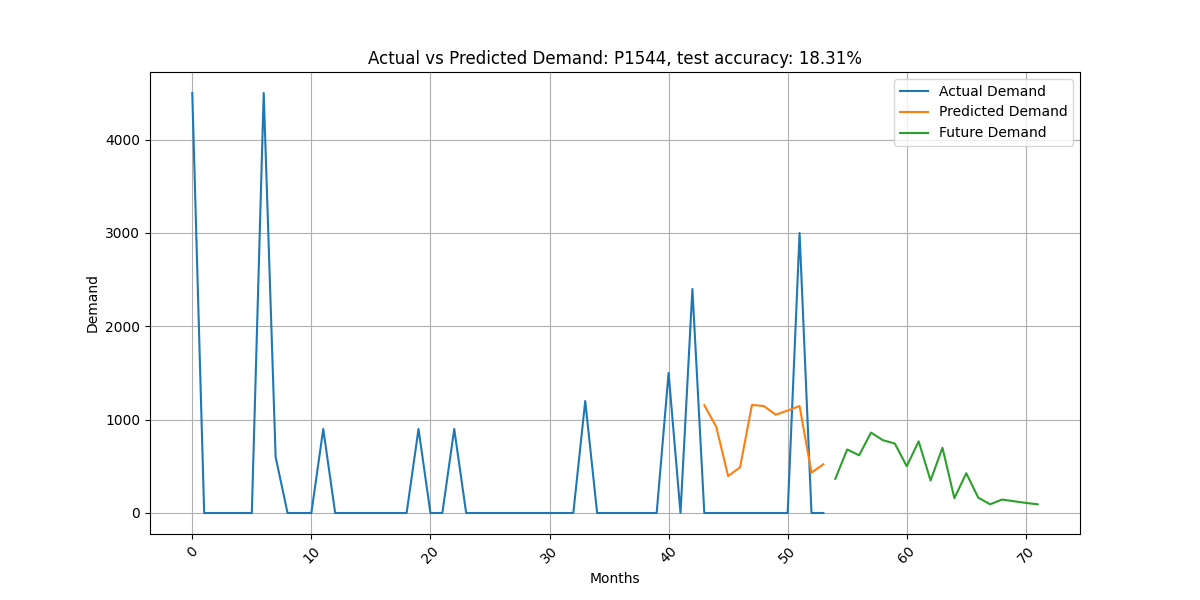 Actual vs Predicted Demand: P1544, test accuracy: 18.31%
Actual Demand
Predicted Demand
Future Demand
Demand
4000
3000
2000
1000
0
0 10 20 30 40 50 60 70
Months